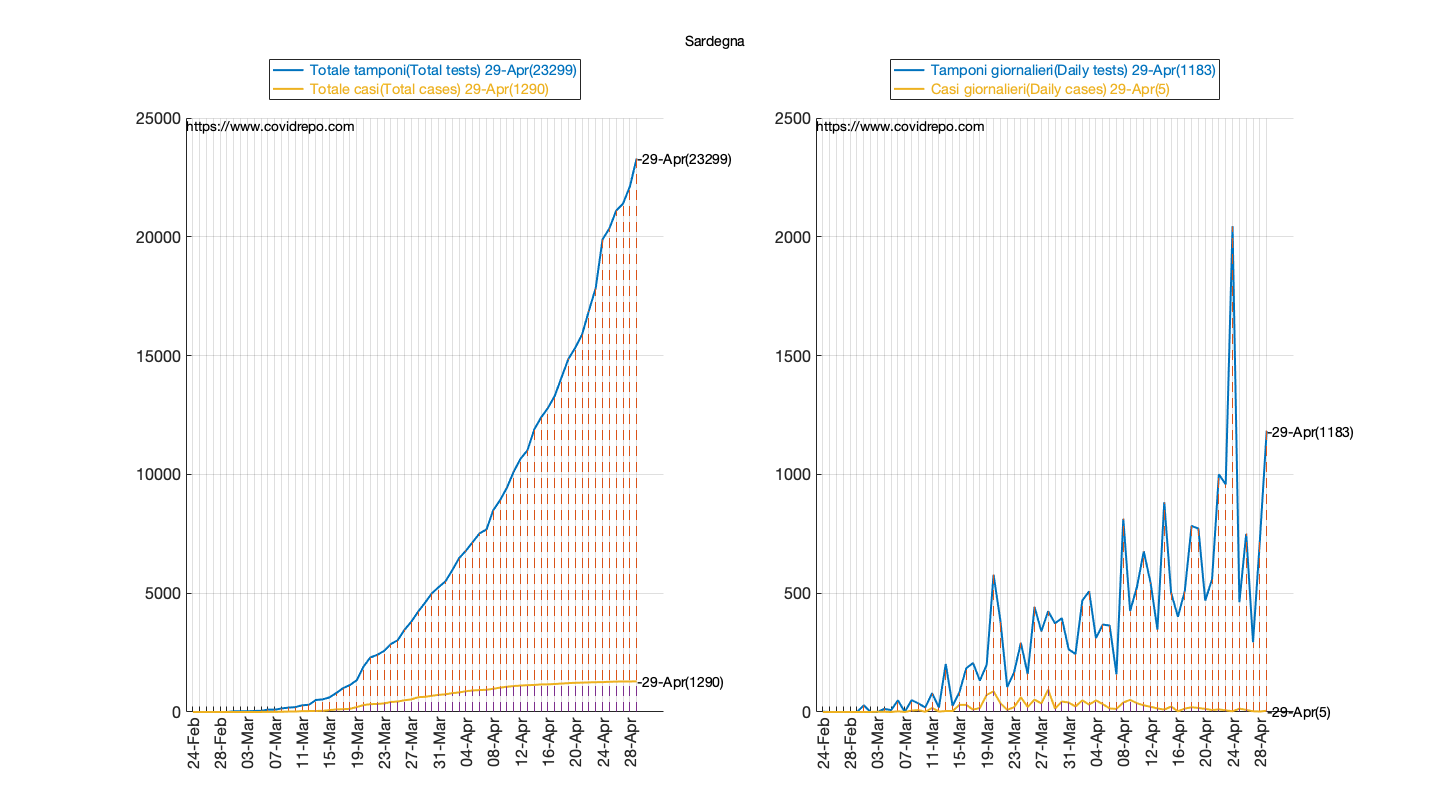 Sardegna
Totale tamponi(Total tests) 29-Apr(23299)
Totale casi(Total cases) 29-Apr(1290)
25000
20000
15000
10000
5000
0
https://www.covidrepo.com
-29-Apr(23299)
-29-Apr(1290)
24-Feb
28-Feb
03-Mar
07-Mar
11-Mar
15-Mar
19-Mar
23-Mar
27-Mar
31-Mar
04-Apr
08-Apr
12-Apr
16-Apr
20-Apr
24-Apr
28-Apr
Tamponi giornalieri(Daily tests) 29-Apr(1183)
Casi giornalieri(Daily cases) 29-Apr(5)
2500
2000
1500
1000
500
0
https://www.covidrepo.com
-29-Apr(1183)
-29-Apr(5)
24-Feb
28-Feb
03-Mar
07-Mar
11-Mar
15-Mar
19-Mar
23-Mar
27-Mar
31-Mar
04-Apr
08-Apr
12-Apr
16-Apr
20-Apr
24-Apr
28-Apr